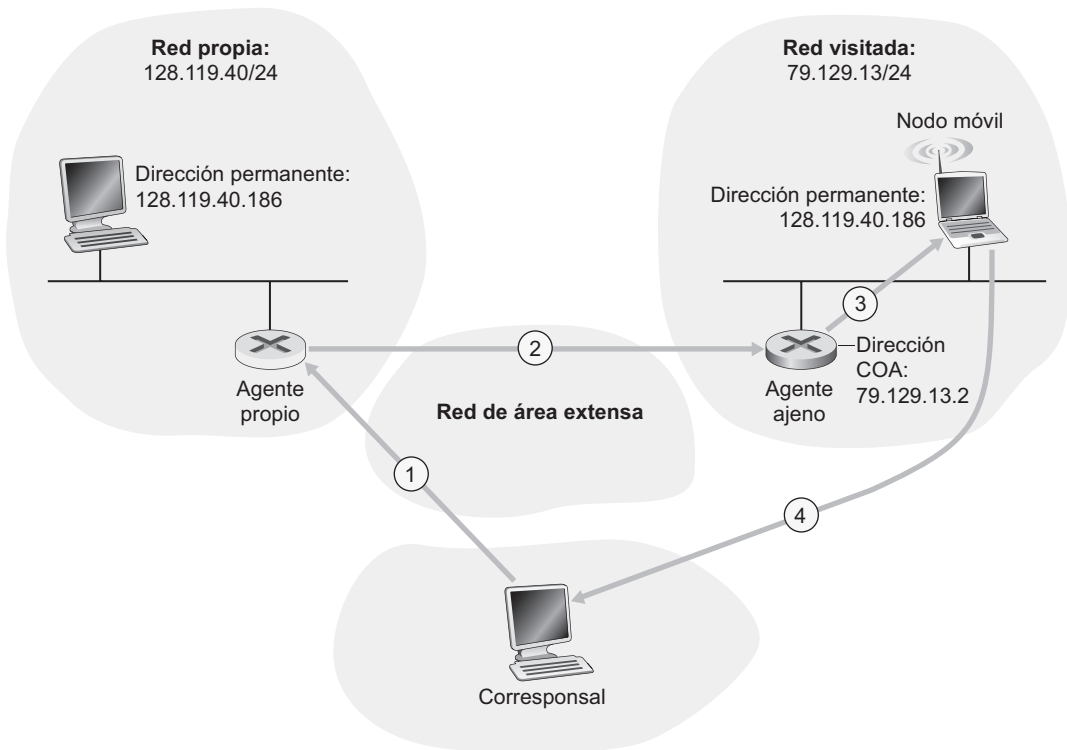 Red propia:
128.119.40/24
Red visitada:
79.129.13/24
Nodo móvil
Dirección permanente:
128.119.40.186
Dirección permanente:
128.119.40.186
3
2
Dirección
COA:
79.129.13.2
Agente
propio
Agente
ajeno
Red de área extensa
1
4
Corresponsal